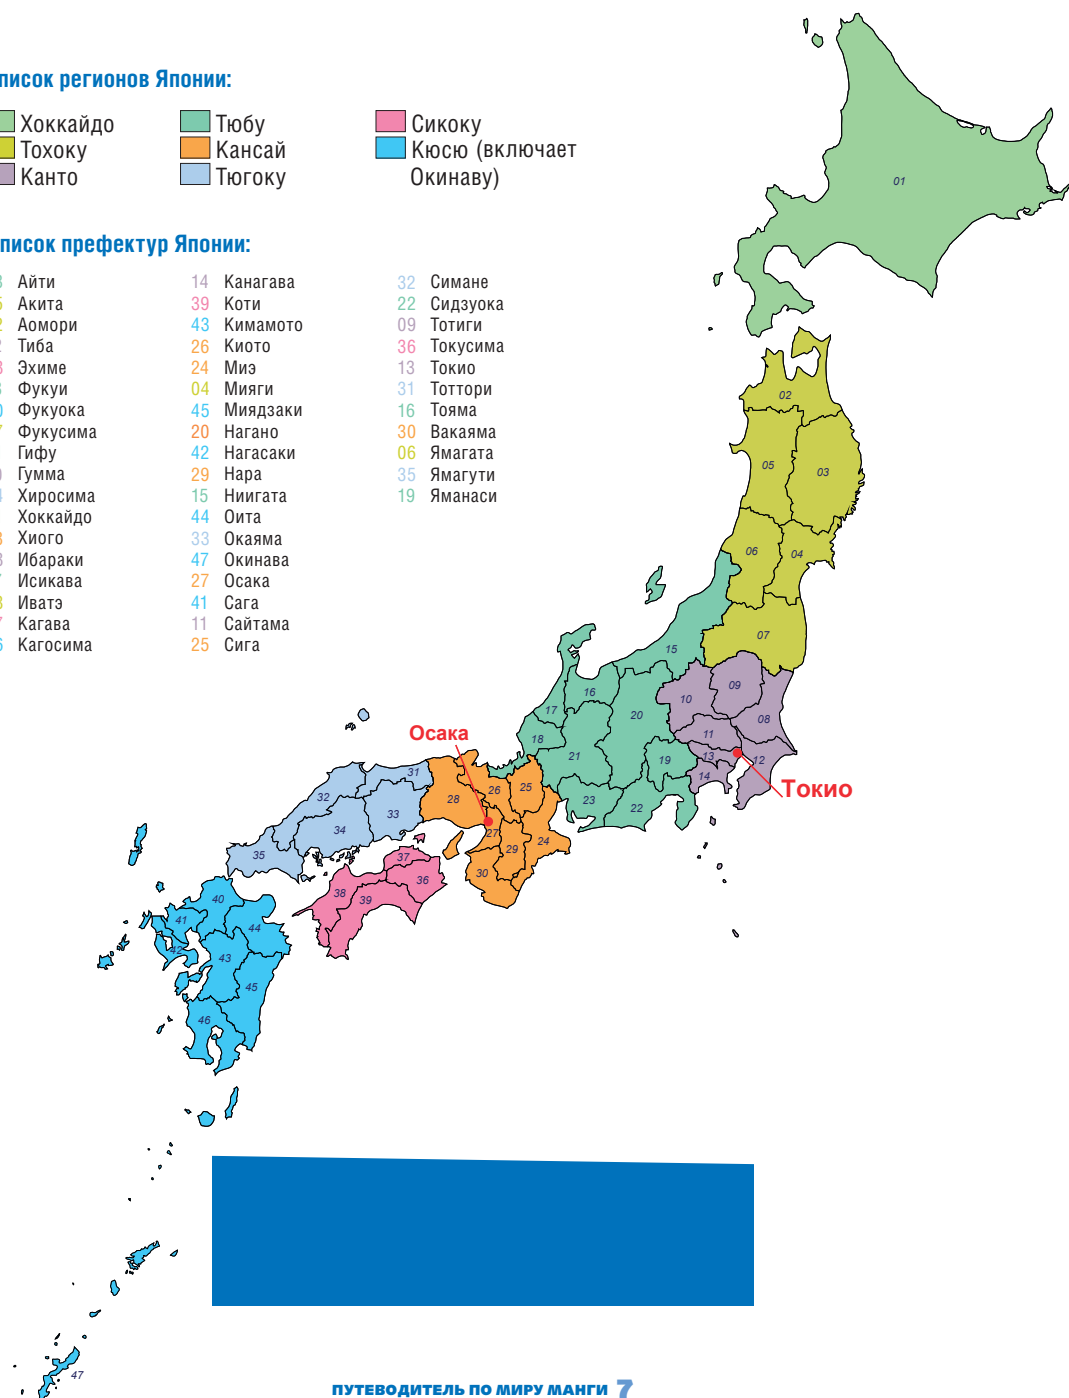 писок регионов Японии:
Хоккайдо
Тохоку
Канто
Тюбу
Кансай
Тюгоку
Сикоку
Кюсю (включает
Окинаву)
писок префектур Японии:
Айти
Акита
Аомори
Тиба
Эхиме
Фукуи
Фукуока
Фукусима
Гифу
Гумма
Хиросима
Хоккайдо
Хиого
Ибараки
Исикава
Иватэ
Кагава
Кагосима
14 Канагава
39 Коти
43 Кимамото
26 Киото
24 Миэ
04 Мияги
45 Миядзаки
20 Нагано
42 Нагасаки
29 Нара
15 Ниигата
44 Оита
33 Окаяма
47 Окинава
27 Осака
41 Сага
11 Сайтама
25 Сига
32 Симане
22 Сидзуока
09 Тотиги
36 Токусима
13 Токио
31 Тоттори
16 Тояма
30 Вакаяма
06 Ямагата
35 Ямагути
19 Яманаси
01
02
05
03
06
04
07
15
09
10
16
08
17
20
11
18
21
13
19
12
14
Осака
Токио
31
26
25
28
32
23
22
33
34
27
24
29
35
37
30
36
38
39
40
41
44
42
43
45
46
47
ПУТЕВОДИТЕЛЬ ПО МИРУ МАНГИ 7